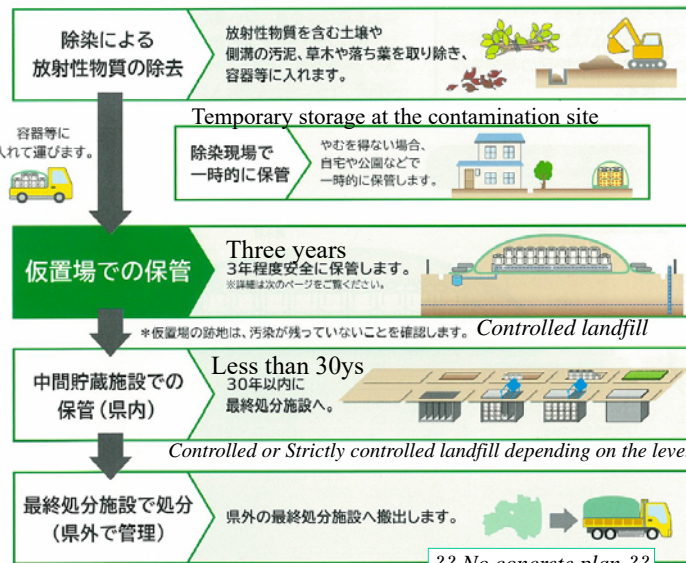 除染による
放射性物質の除去
放射性物質を含む土壌や
側溝の汚泥、草木や落ち葉を取り除き、
容器等に入れます。
Temporary storage at the contamination site
容器等に
入れて運びます。
除染現場で
一時的に保管
やむを得ない場合、
自宅や公園などで
一時的に保管します。
仮置場での保管
Three years
3年程度安全に保管します。
※詳細は次のページをご覧ください。
*仮置場の跡地は、汚染が残っていないことを確認します。
Controlled landfill
中間貯蔵施設での
保管(県内)
Less than 30ys
30年以内に
最終処分施設へ。
Controlled or Strictly controlled landfill depending on the level
最終処分施設で処分
(県外で管理)
県外の最終処分施設へ搬出します。
?? No concrete plan ??